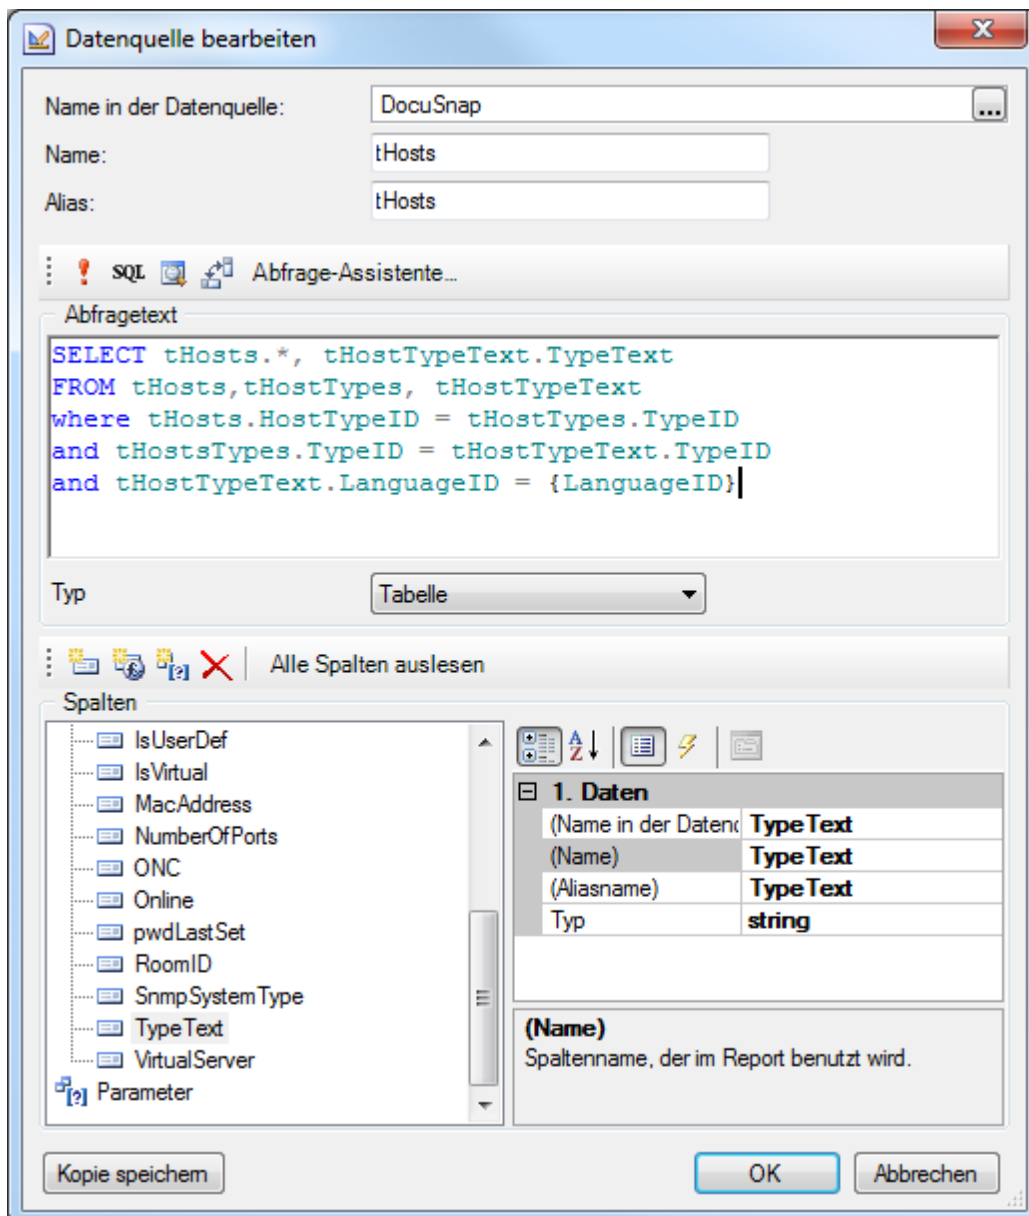 Datenquelle bearbeiten
Name in der Datenquelle: DocuSnap ...
Name: tHosts
Alias: tHosts
SQL Abfrage-Assistente...
Abfragetext
SELECT tHosts.*, tHostTypeText.TypeText
FROM tHosts,tHostTypes, tHostTypeText
where tHosts.HostTypeID = tHostTypes.TypeID
and tHostsTypes.TypeID = tHostTypeText.TypeID
and tHostTypeText.LanguageID = {LanguageID}
Typ Tabelle
Alle Spalten auslesen
Spalten
IsUserDef
IsVirtual
MacAddress
NumberOfPorts
ONC
Online
pwdLastSet
RoomID
SnmpSystemType
TypeText
VirtualServer
Parameter
1. Daten
(Name in der Datenq TypeText
(Name) TypeText
(Aliasname) TypeText
Typ string
(Name)
Spaltenname, der im Report benutzt wird.
Kopie speichern OK Abbrechen